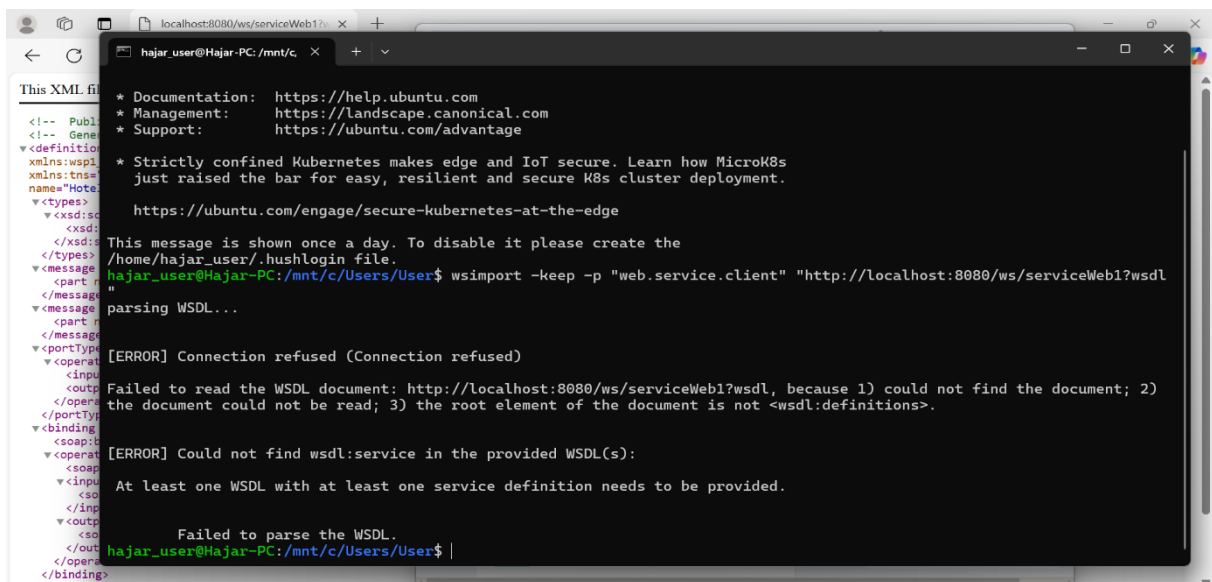 localhost:8080/ws/serviceWeb1?
hajar_user@Hajar-PC: /mnt/c,
This XML fil
<!-- Publ
<!-- Gene
<definition
xmlns:wsp1_
xmlns:tns="
name="Hotel
<types>
<xsd:sc
<xsd:
</xsd:s
</types>
<message
<part n
</message
<message
<part n
</message
<portType
<operat
<inpu
<outp
</opera
</portTyp
<binding
<soap:b
<operat
<soap
<inpu
<so
</inp
<outp
<so
</out
</opera
</binding>
* Documentation: https://help.ubuntu.com
* Management: https://landscape.canonical.com
* Support: https://ubuntu.com/advantage
* Strictly confined Kubernetes makes edge and IoT secure. Learn how MicroK8s
just raised the bar for easy, resilient and secure K8s cluster deployment.
https://ubuntu.com/engage/secure-kubernetes-at-the-edge
This message is shown once a day. To disable it please create the
/home/hajar_user/.hushlogin file.
hajar_user@Hajar-PC:/mnt/c/Users/User$ wsimport -keep -p "web.service.client" "http://localhost:8080/ws/serviceWeb1?wsdl
"
parsing WSDL...
[ERROR] Connection refused (Connection refused)
Failed to read the WSDL document: http://localhost:8080/ws/serviceWeb1?wsdl, because 1) could not find the document; 2)
the document could not be read; 3) the root element of the document is not <wsdl:definitions>.
[ERROR] Could not find wsdl:service in the provided WSDL(s):
At least one WSDL with at least one service definition needs to be provided.
Failed to parse the WSDL.
hajar_user@Hajar-PC:/mnt/c/Users/User$